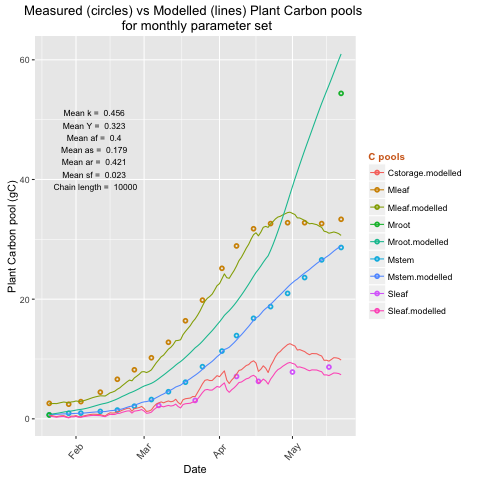 Measured (circles) vs Modelled (lines) Plant Carbon pools
for monthly parameter set
Plant Carbon pool (gC)
60
40
20
0
Mean k = 0.456
Mean Y = 0.323
Mean af = 0.4
Mean as = 0.179
Mean ar = 0.421
Mean sf = 0.023
Chain length = 10000
Feb
Mar
Apr
May
Date
C pools
Cstorage.modelled
Mleaf
Mleaf.modelled
Mroot
Mroot.modelled
Mstem
Mstem.modelled
Sleaf
Sleaf.modelled